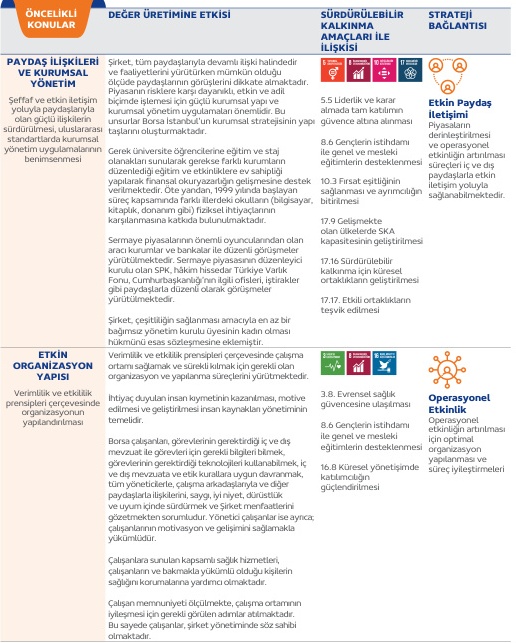 ÖNCELİKLİ
KONULAR
DEĞER ÜRETİMİNE ETKİSİ
SÜRDÜRÜLEBİLİR
KALKINMA
AMAÇLARI İLE
İLİŞKİSİ
STRATEJİ
BAĞLANTISI
PAYDAŞ İLİŞKİLERİ
VE KURUMSAL
YÖNETİM
Şeffaf ve etkin iletişim
yoluyla paydaşlarıyla
olan güçlü ilişkilerin
sürdürülmesi, uluslararası
standartlarda kurumsal
yönetim uygulamalarının
benimsenmesi
Şirket, tüm paydaşlarıyla devamlı ilişki halindedir
ve faaliyetlerini yürütürken mümkün olduğu
ölçüde paydaşlarının görüşlerini dikkate almaktadır.
Piyasanın risklere karşı dayanıklı, etkin ve adil
biçimde işlemesi için güçlü kurumsal yapı ve
kurumsal yönetim uygulamaları önemlidir. Bu
unsurlar Borsa İstanbul'un kurumsal stratejisinin yapı
taşlarını oluşturmaktadır.
Gerek üniversite öğrencilerine eğitim ve staj
olanakları sunularak gerekse farklı kurumların
düzenlediği eğitim ve etkinliklere ev sahipliği
yapılarak finansal okuryazarlığın gelişmesine destek
verilmektedir. Öte yandan, 1999 yılında başlayan
süreç kapsamında farklı illerdeki okulların (bilgisayar,
kitaplık, donanım gibi) fiziksel ihtiyaçlarının
karşılanmasına katkıda bulunulmaktadır.
Sermaye piyasalarının önemli oyuncularından olan
aracı kurumlar ve bankalar ile düzenli görüşmeler
yürütülmektedir. Sermaye piyasasının düzenleyici
kurulu olan SPK, hâkim hissedar Türkiye Varlık
Fonu, Cumhurbaşkanlığı'nın ilgili ofisleri, iştirakler
gibi paydaşlarla düzenli olarak görüşmeler
yürütülmektedir.
Şirket, çeşitliliğin sağlanması amacıyla en az bir
bağımsız yönetim kurulu üyesinin kadın olması
hükmünü esas sözleşmesine eklemiştir.
5.5 Liderlik ve karar
almada tam katılımın
güvence altına alınması
8.6 Gençlerin istihdamı
ile genel ve mesleki
eğitimlerin desteklenmesi
10.3 Fırsat eşitliğinin
sağlanması ve ayrımcılığın
bitirilmesi
17.9 Gelişmekte
olan ülkelerde SKA
kapasitesinin geliştirilmesi
17.16 Sürdürülebilir
kalkınma için küresel
ortaklıkların geliştirilmesi
17.17. Etkili ortaklıkların
teşvik edilmesi
Etkin Paydaş
İletişimi
Piyasaların
derinleştirilmesi
ve operasyonel
etkinliğin artırılması
süreçleri iç ve dış
paydaşlarla etkin
iletişim yoluyla
sağlanabilmektedir.
ETKİN
ORGANİZASYON
YAPISI
Verimlilik ve etkililik
prensipleri çerçevesinde
organizasyonun
yapılandırılması
Verimlilik ve etkililik prensipleri çerçevesinde çalışma
ortamı sağlamak ve sürekli kılmak için gerekli olan
organizasyon ve yapılanma süreçlerini yürütmektedir.
İhtiyaç duyulan insan kıymetinin kazanılması, motive
edilmesi ve geliştirilmesi insan kaynakları yönetiminin
temelidir.
Borsa çalışanları, görevlerinin gerektirdiği iç ve dış
mevzuat ile görevleri için gerekli bilgileri bilmek,
görevlerinin gerektirdiği teknolojileri kullanabilmek, iç
ve dış mevzuata ve etik kurallara uygun davranmak,
tüm yöneticilerle, çalışma arkadaşlarıyla ve diğer
paydaşlarla ilişkilerini, saygı, iyi niyet, dürüstlük
ve uyum içinde sürdürmek ve Şirket menfaatlerini
gözetmekten sorumludur. Yönetici çalışanlar ise ayrıca;
çalışanlarının motivasyon ve gelişimini sağlamakla
yükümlüdür.
Çalışanlara sunulan kapsamlı sağlık hizmetleri,
çalışanların ve bakmakla yükümlü olduğu kişilerin
sağlığını korumalarına yardımcı olmaktadır.
Çalışan memnuniyeti ölçülmekte, çalışma ortamının
iyileşmesi için gerekli görülen adımlar atılmaktadır.
Bu sayede çalışanlar, şirket yönetiminde söz sahibi
olmaktadır.
3.8. Evrensel sağlık
güvencesine ulaşılması
8.6 Gençlerin istihdamı
ile genel ve mesleki
eğitimlerin desteklenmesi
16.8 Küresel yönetişimde
katılımcılığın
güçlendirilmesi
Operasyonel
Etkinlik
Operasyonel
etkinliğin artırılması
için optimal
organizasyon
yapılanması ve
süreç iyileştirmeleri